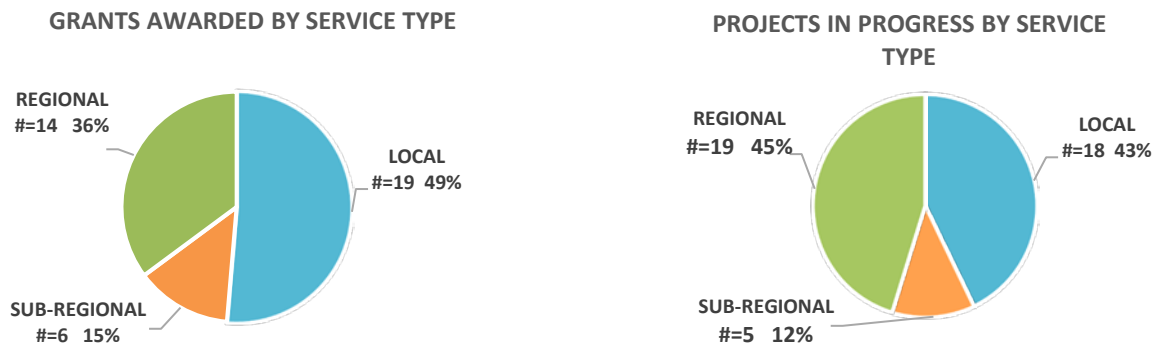 GRANTS AWARDED BY SERVICE TYPE
REGIONAL
#=14 36%
LOCAL
#=19 49%
SUB-REGIONAL
#=6 15%
PROJECTS IN PROGRESS BY SERVICE
TYPE
REGIONAL
#=19 45%
LOCAL
#=18 43%
SUB-REGIONAL
#=5 12%